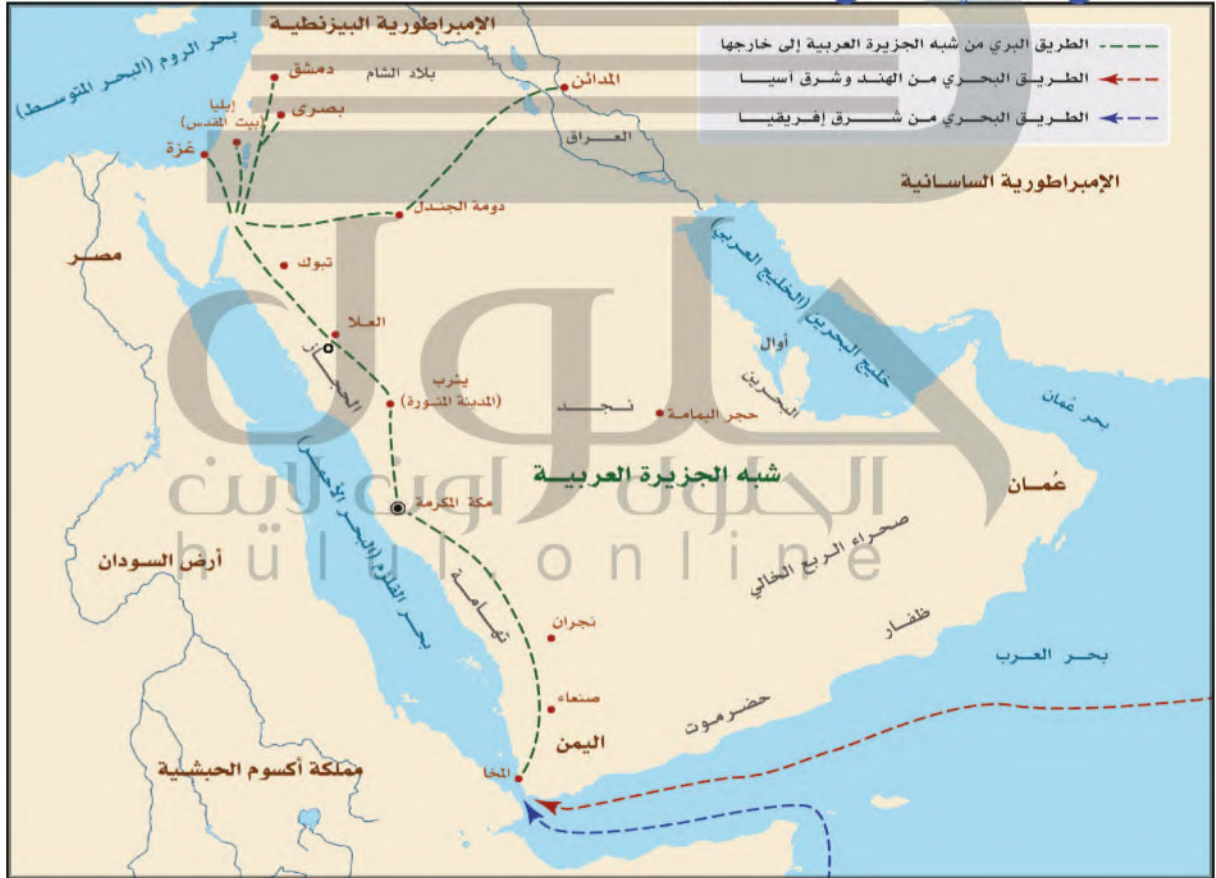 الإمبراطورية البيزنطية
بحر الروم (البحر المتوسط)
الطريق البري من شبه الجزيرة العربية إلى خارجها
الطريق البحري من الهند وشرق آسيا
الطريق البحري من شرق إفريقيا
دمشق
بلاد الشام
المدائن
بصرى
إيليا
(بيت المقدس)
غزة
العراق
الإمبراطورية الساسانية
دومة الجندل
مصر
تبوك
خليج البحرين (الخليج العربي)
العلا
الحجاز
أوال
البحرين
يثرب
(المدينة المنورة)
نجد
حجر اليمامة
بحر عُمان
شبه الجزيرة العربية
عُمان
مكة المكرمة
بحر القلزم (البحر الأحمر)
حلول
الحلول اون لاين
hulul.online
أرض السودان
صحراء الربع الخالي
تهامة
نجران
ظفار
بحر العرب
صنعاء
حضرموت
اليمن
المخا
مملكة أكسوم الحبشية